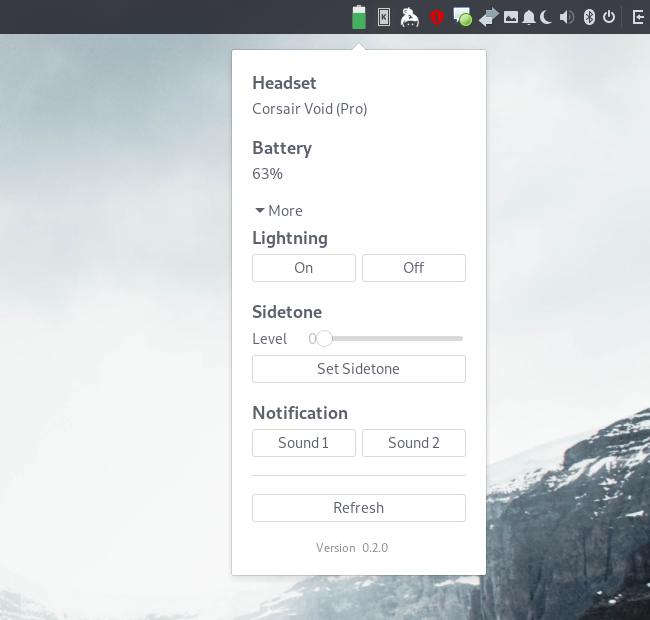 Headset
Corsair Void (Pro)
Battery
63%
More
Lightning
On Off
Sidetone
Level 0
Set Sidetone
Notification
Sound 1 Sound 2
Refresh
Version 0.2.0